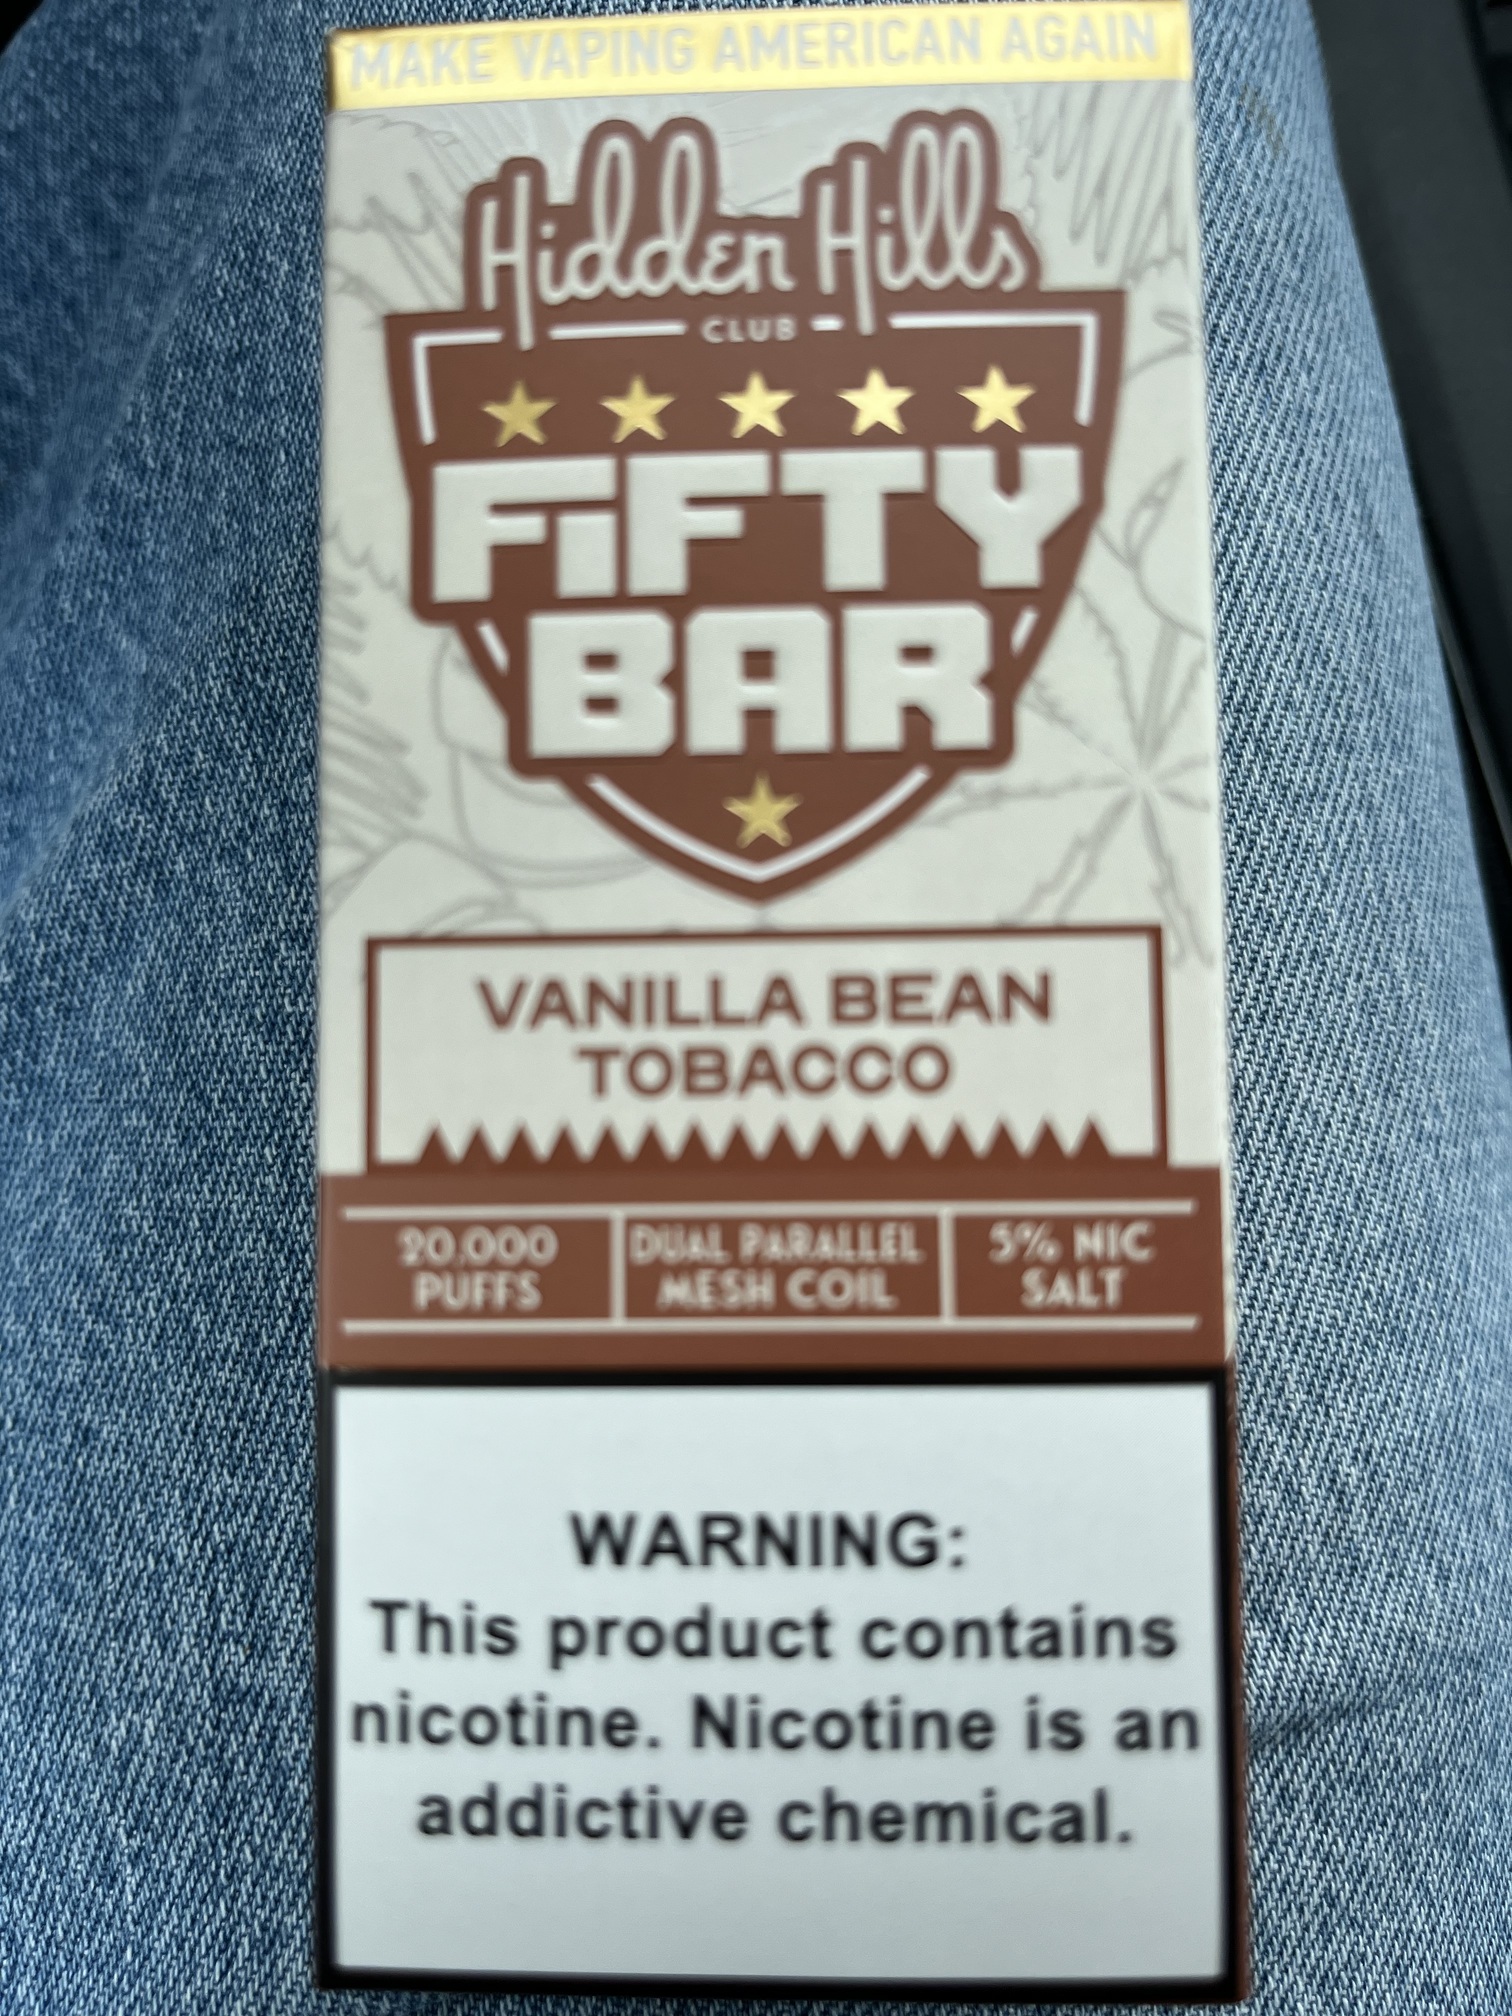 MAKE VAPING AMERICAN AGAIN
Hidden Hills
CLUB
FiFTY
BAR
VANILLA BEAN
TOBACCO
20,000
PUFFS
DUAL PARALLEL
MESH COIL
5% NIC
SALT
WARNING:
This product contains
nicotine. Nicotine is an
addictive chemical.